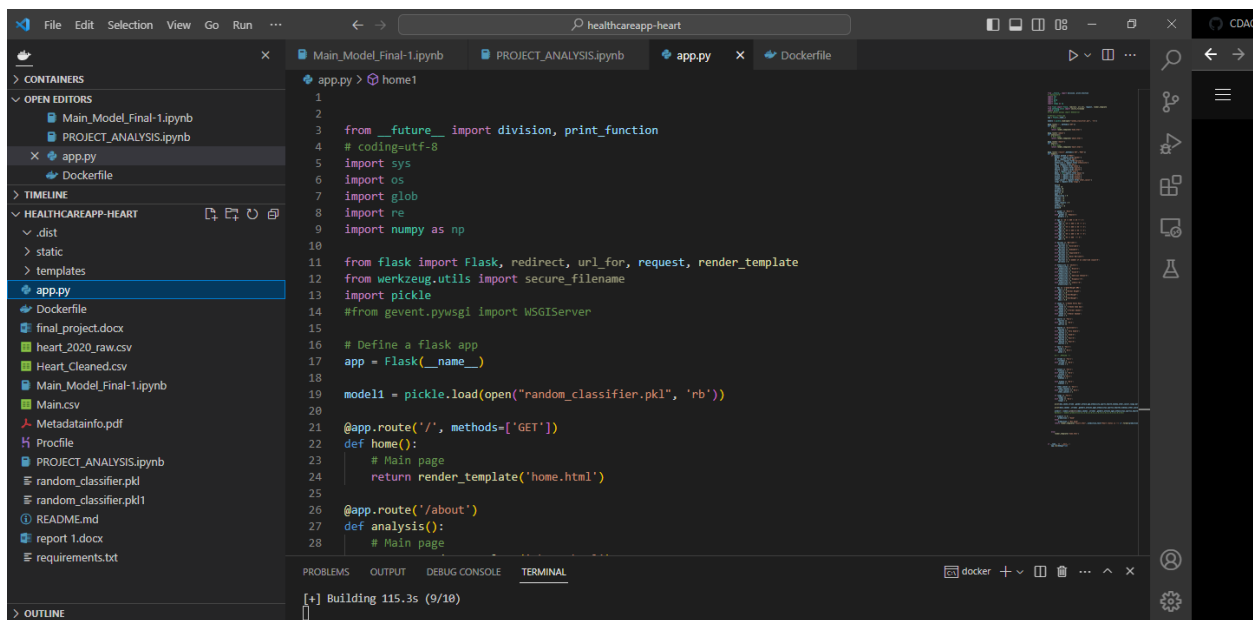 File Edit Selection View Go Run ···
healthcareapp-heart
CDAC
CONTAINERS
OPEN EDITORS
Main_Model_Final-1.ipynb
PROJECT_ANALYSIS.ipynb
app.py
Dockerfile
TIMELINE
HEALTHCAREAPP-HEART
.dist
static
templates
app.py
Dockerfile
final_project.docx
heart_2020_raw.csv
Heart_Cleaned.csv
Main_Model_Final-1.ipynb
Main.csv
Metadatainfo.pdf
Procfile
PROJECT_ANALYSIS.ipynb
random_classifier.pkl
random_classifier.pkl1
README.md
report 1.docx
requirements.txt
OUTLINE
Main_Model_Final-1.ipynb PROJECT_ANALYSIS.ipynb app.py Dockerfile
app.py > home1
1
2
3 from __future__ import division, print_function
4 # coding=utf-8
5 import sys
6 import os
7 import glob
8 import re
9 import numpy as np
10
11 from flask import Flask, redirect, url_for, request, render_template
12 from werkzeug.utils import secure_filename
13 import pickle
14 #from gevent.pywsgi import WSGIServer
15
16 # Define a flask app
17 app = Flask(__name__)
18
19 model1 = pickle.load(open("random_classifier.pkl", 'rb'))
20
21 @app.route('/', methods=['GET'])
22 def home():
23 # Main page
24 return render_template('home.html')
25
26 @app.route('/about')
27 def analysis():
28 # Main page
PROBLEMS OUTPUT DEBUG CONSOLE TERMINAL docker
[+] Building 115.3s (9/10)